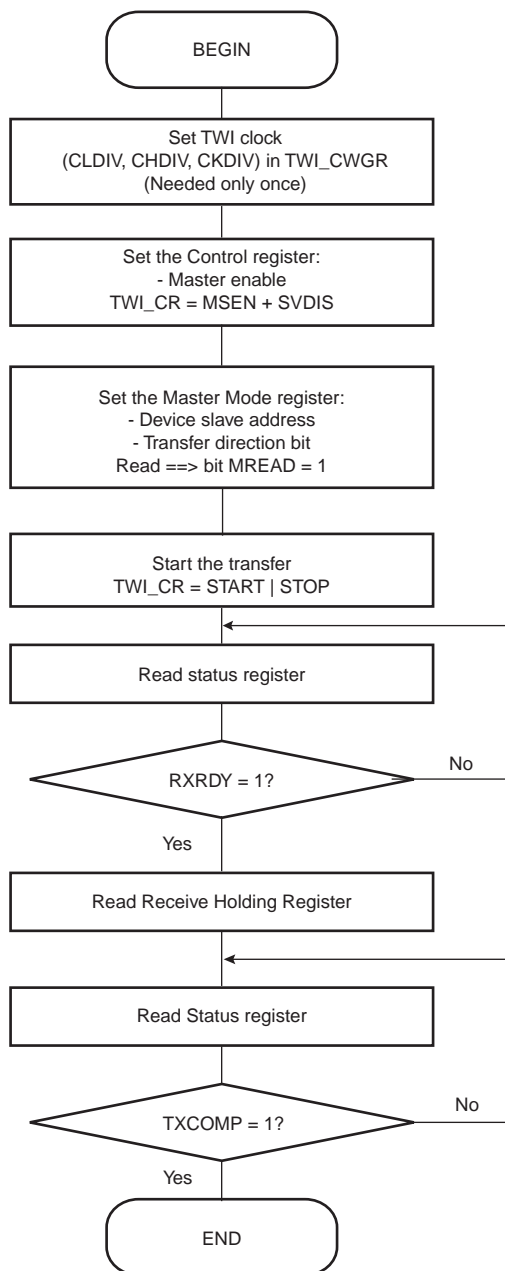 BEGIN
Set TWI clock
(CLDIV, CHDIV, CKDIV) in TWI_CWGR
(Needed only once)
Set the Control register:
- Master enable
TWI_CR = MSEN + SVDIS
Set the Master Mode register:
- Device slave address
- Transfer direction bit
Read ==> bit MREAD = 1
Start the transfer
TWI_CR = START | STOP
Read status register
RXRDY = 1?
No
Yes
Read Receive Holding Register
Read Status register
TXCOMP = 1?
No
Yes
END